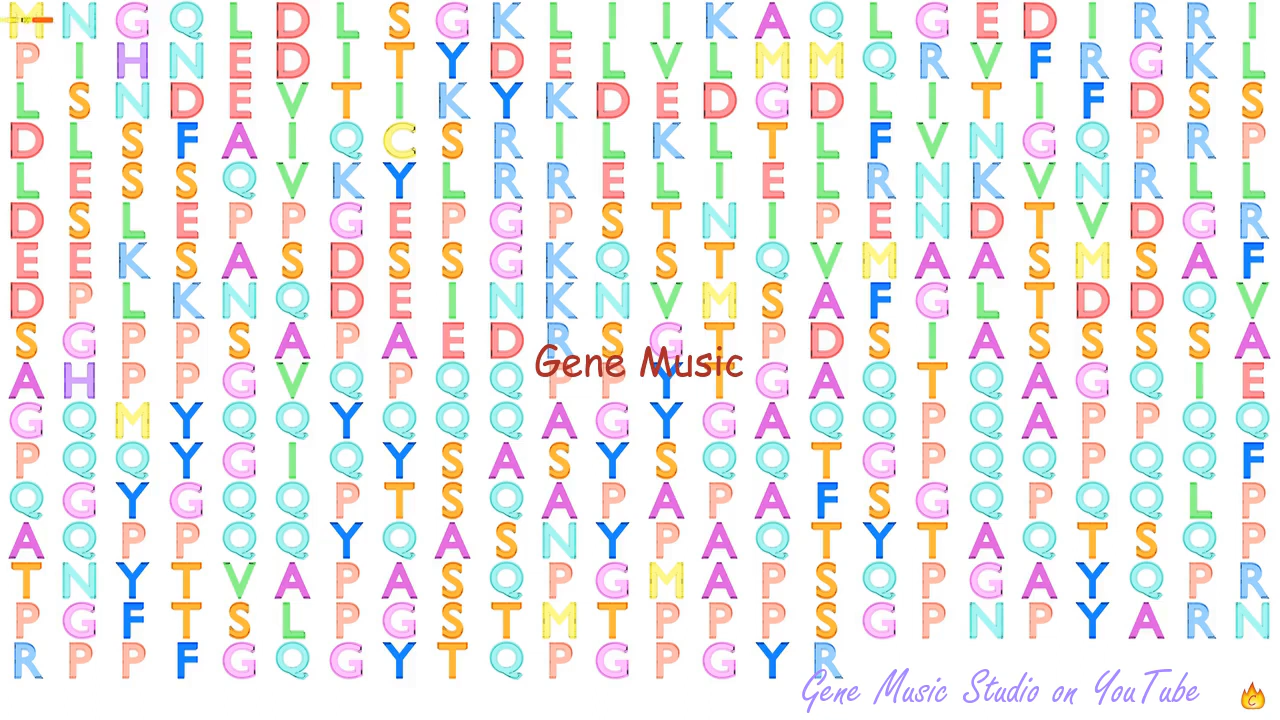 MNGQLDLSGKLIIKAQLGEDIRRI
PIHNEDITYDELVLMMQRVFRGKL
LSNDEVTIKYKDEDGDLITIFDSS
DLSFAIQCSRILKLTLFVNGQPRP
LESSQVKYLRRELIELRNKVNRLL
DSLEPPGEPGPSTNIPENDTVDGR
EEKSASDSSGKQSTQVMAASMSAF
DPLKNQDEINKNVMSAFGLTDDQV
SGPPSAPAEDRSGTPDSIASSSSA
AHPPGVQPQQPPYTGAQTQAGQIE
GQMYQQYQQQAGYGAQQPQAPPQQ
PQQYGIQYSASYSQQTGPQQPQQF
QGYGQQPTSQAPAPAFSGQPQQLP
AQPPQQYQASNYPAQTYTAQTSQP
TNYTVAPASQPGMAPSQPGAYQPR
PGFTSLPGSTMTPPPSGPNPYARN
RPPFGQGYTQPGPGYR
Gene Music
Gene Music Studio on YouTube